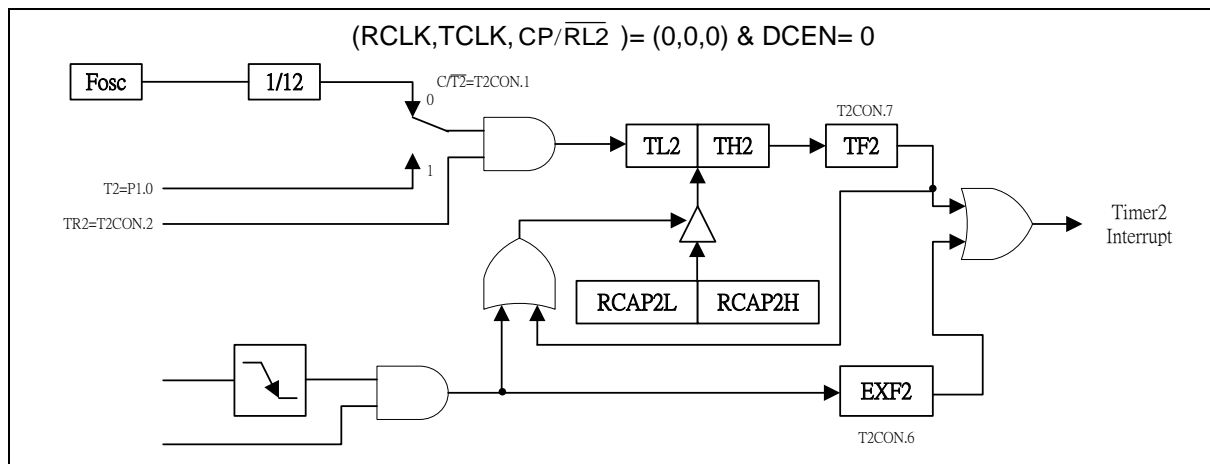 (RCLK,TCLK, CP/RL2 )= (0,0,0) & DCEN= 0
Fosc
1/12
C/T2=T2CON.1
0
1
T2=P1.0
TR2=T2CON.2
TL2
TH2
T2CON.7
TF2
RCAP2L
RCAP2H
Timer2
Interrupt
EXF2
T2CON.6